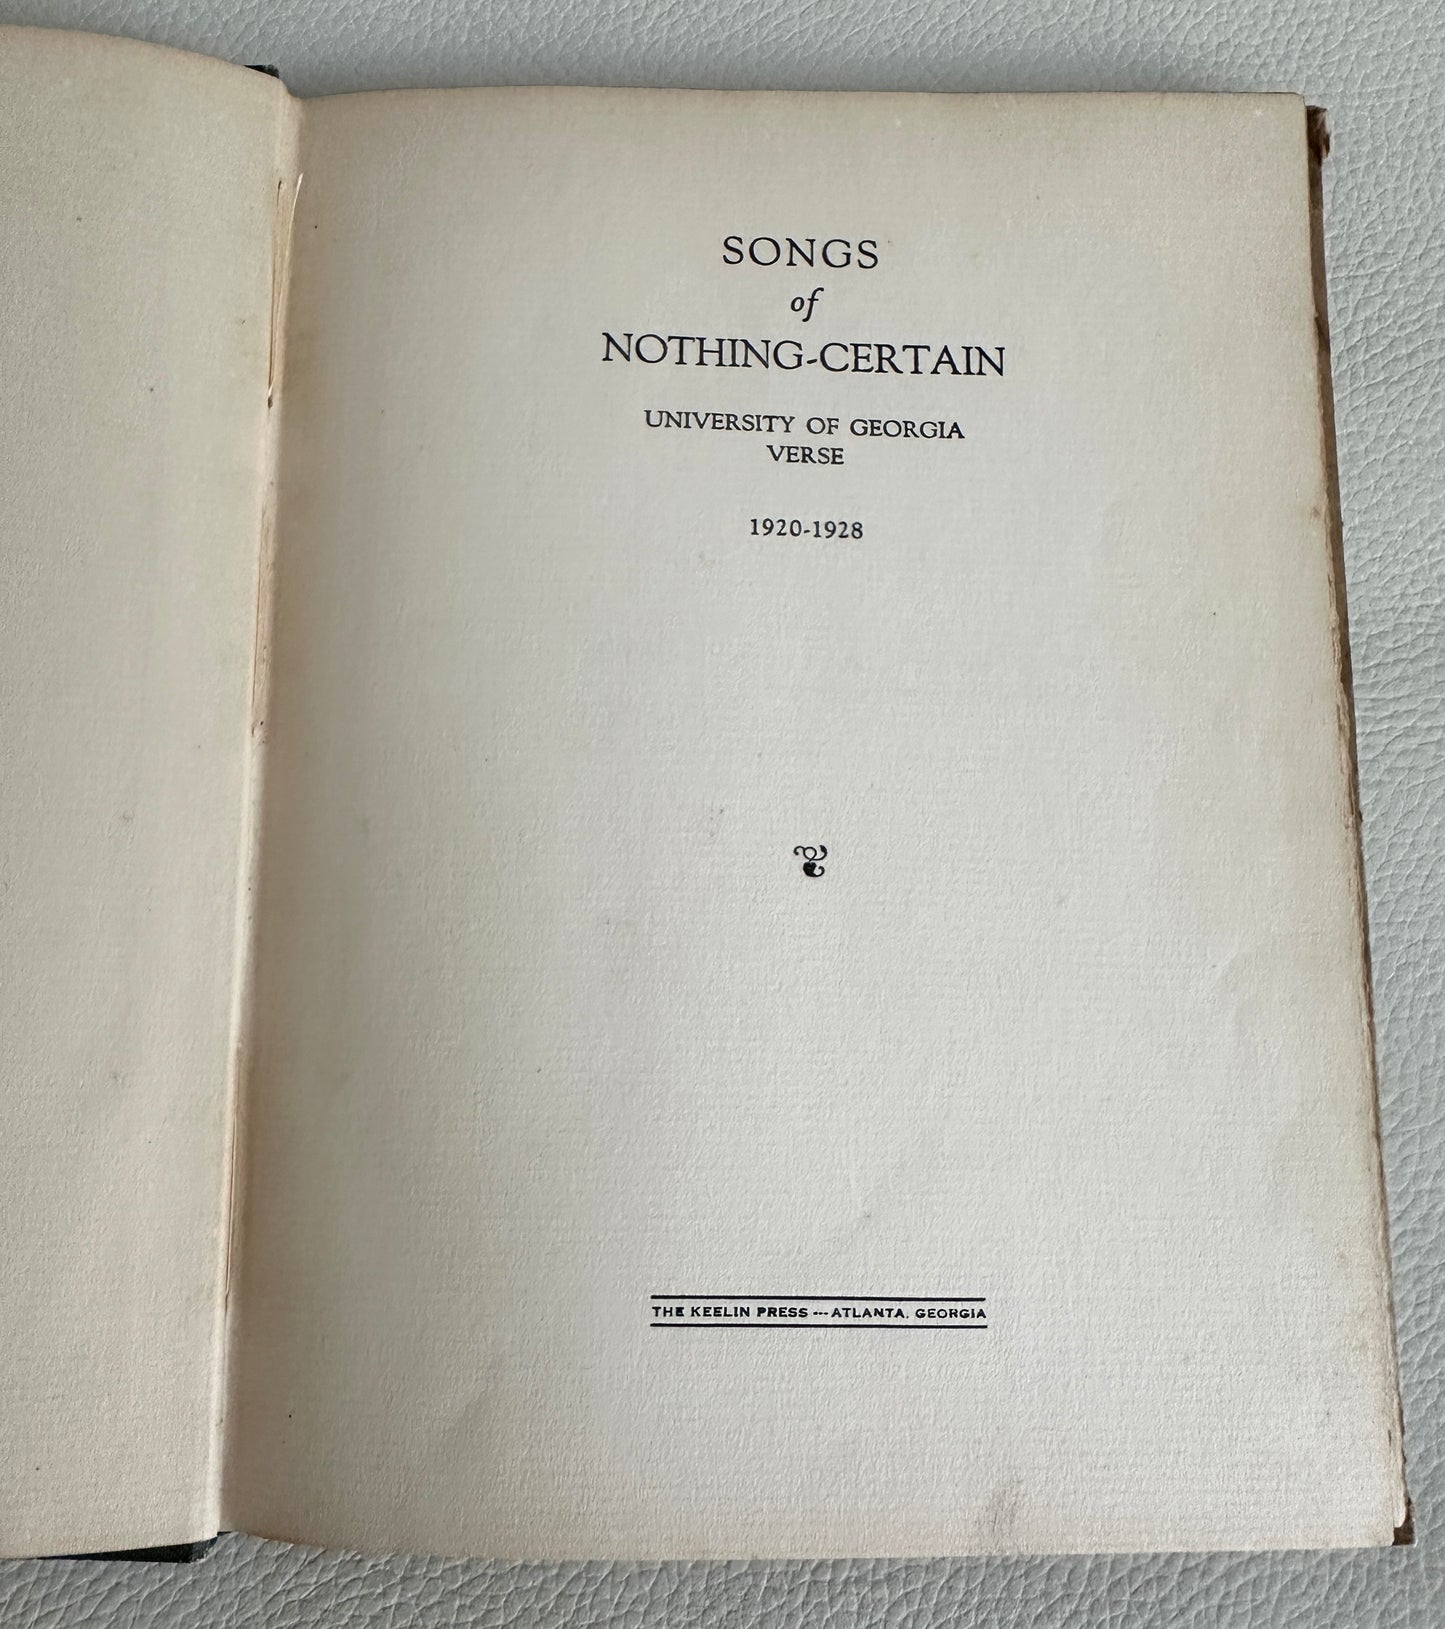 SONGS
of
NOTHING-CERTAIN
UNIVERSITY OF GEORGIA
VERSE
1920-1928
THE KEELIN PRESS --- ATLANTA, GEORGIA